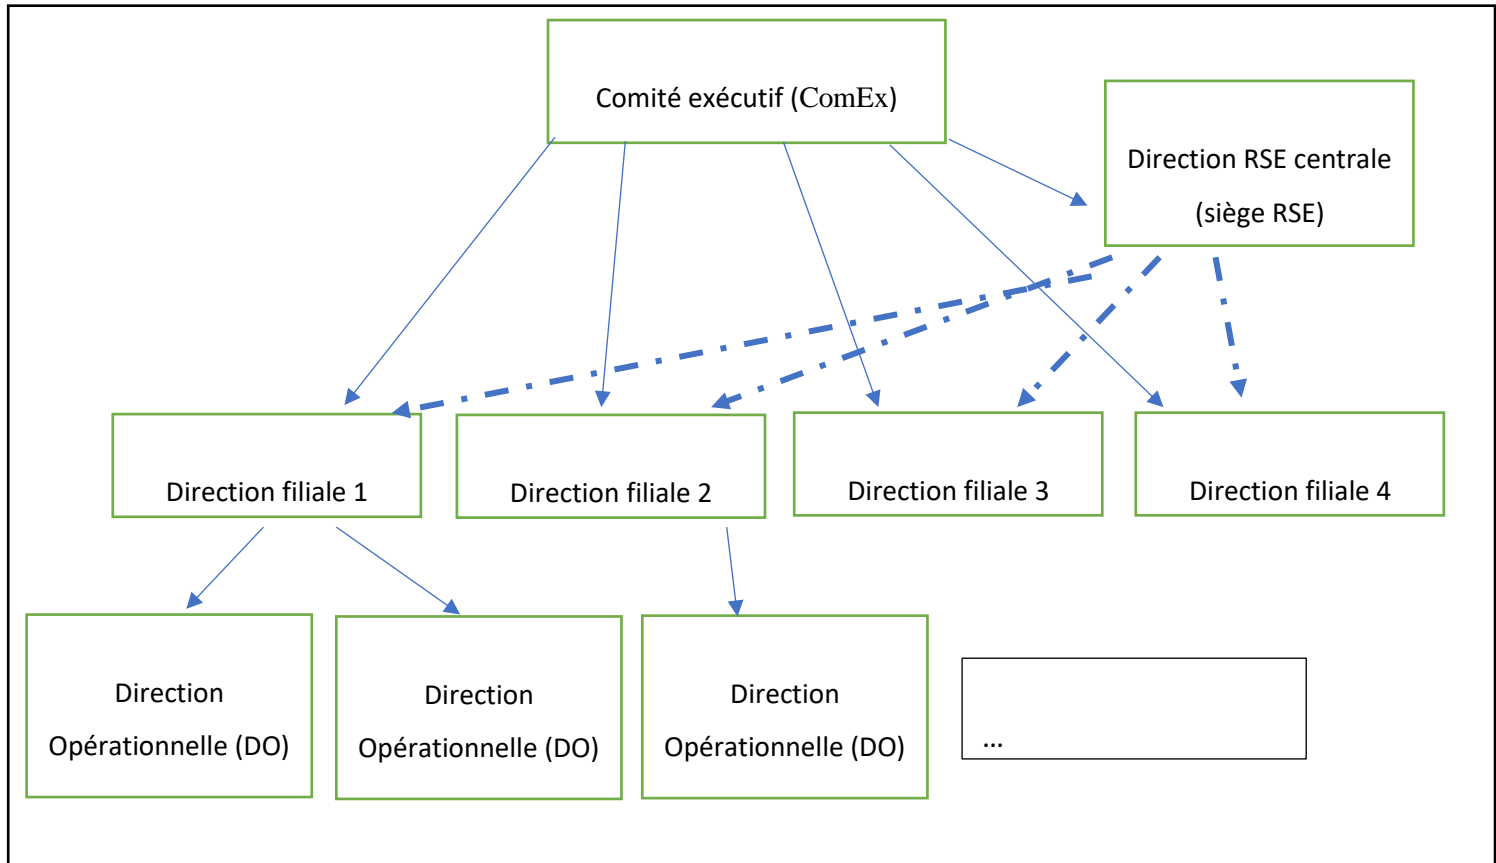 Comité exécutif (ComEx)
Direction RSE centrale
(siège RSE)
Direction filiale 1
Direction filiale 2
Direction filiale 3
Direction filiale 4
Direction
Opérationnelle (DO)
Direction
Opérationnelle (DO)
Direction
Opérationnelle (DO)
...